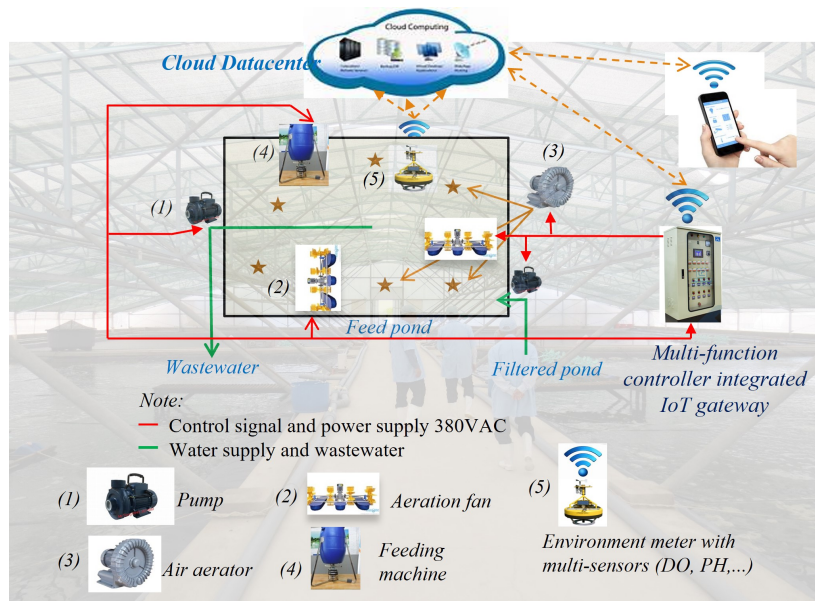 Cloud Computing
Cloud Datacenter
(4)
(5)
(3)
(1)
(2)
Feed pond
Wastewater
Filtered pond
Multi-function
controller integrated
IoT gateway
Note:
Control signal and power supply 380VAC
Water supply and wastewater
(1)
Pump
(2)
Aeration fan
(5)
(3)
Air aerator
(4)
Feeding
machine
Environment meter with
multi-sensors (DO, PH,...)